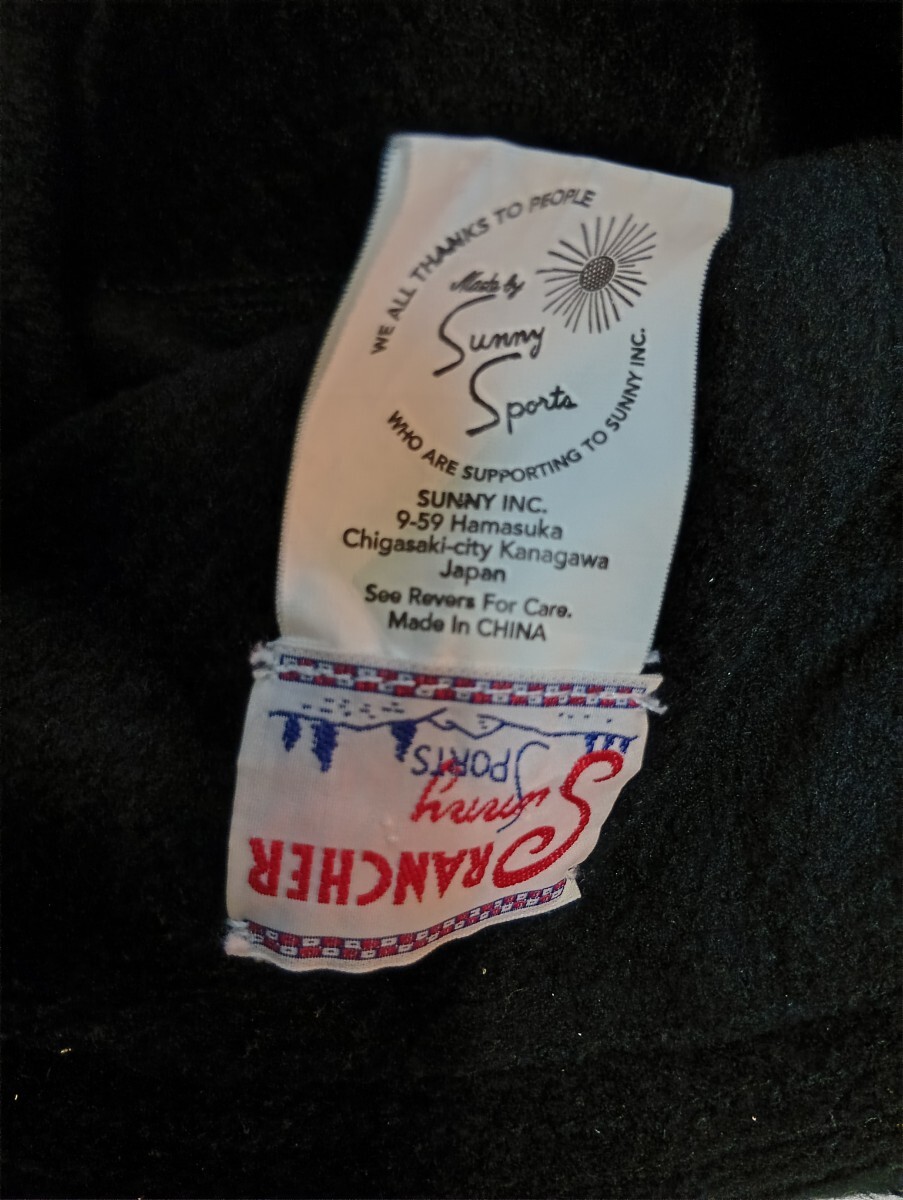 WE ALL THANKS TO PEOPLE
Made by
Sunny
Sports
WHO ARE SUPPORTING TO SUNNY INC.
SUNNY INC.
9-59 Hamasuka
Chigasaki-city Kanagawa
Japan
See Revers For Care.
Made In CHINA
SRANCHER
Sunny
SPORTS